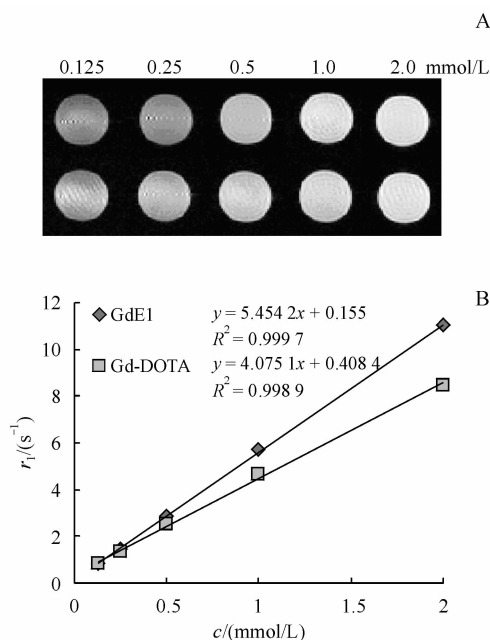 A
0.125 0.25 0.5 1.0 2.0 mmol/L
B
GdE1 y = 5.454 2x + 0.155
R² = 0.999 7
Gd-DOTA y = 4.075 1x + 0.408 4
R² = 0.998 9
12
10
8
6
4
2
0
r₁/(s⁻¹)
0 0.5 1 1.5 2
c/(mmol/L)